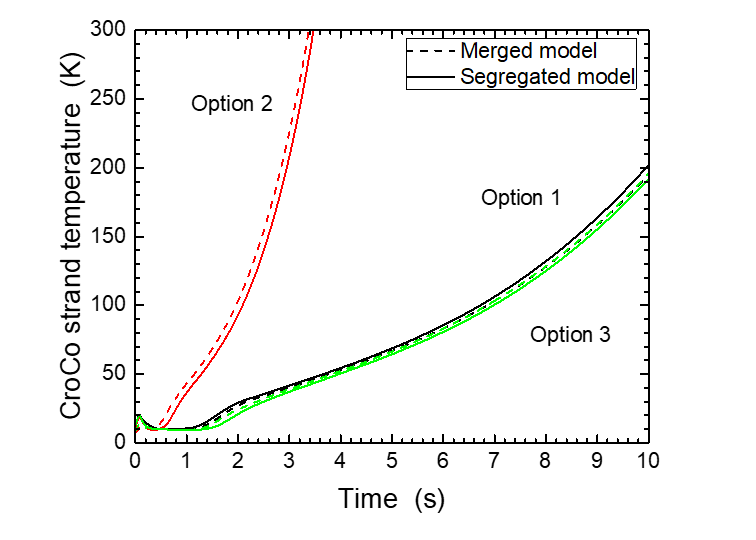 300
250
200
150
100
50
0
CroCo strand temperature (K)
Merged model
Segregated model
Option 2
Option 1
Option 3
0 1 2 3 4 5 6 7 8 9 10
Time (s)